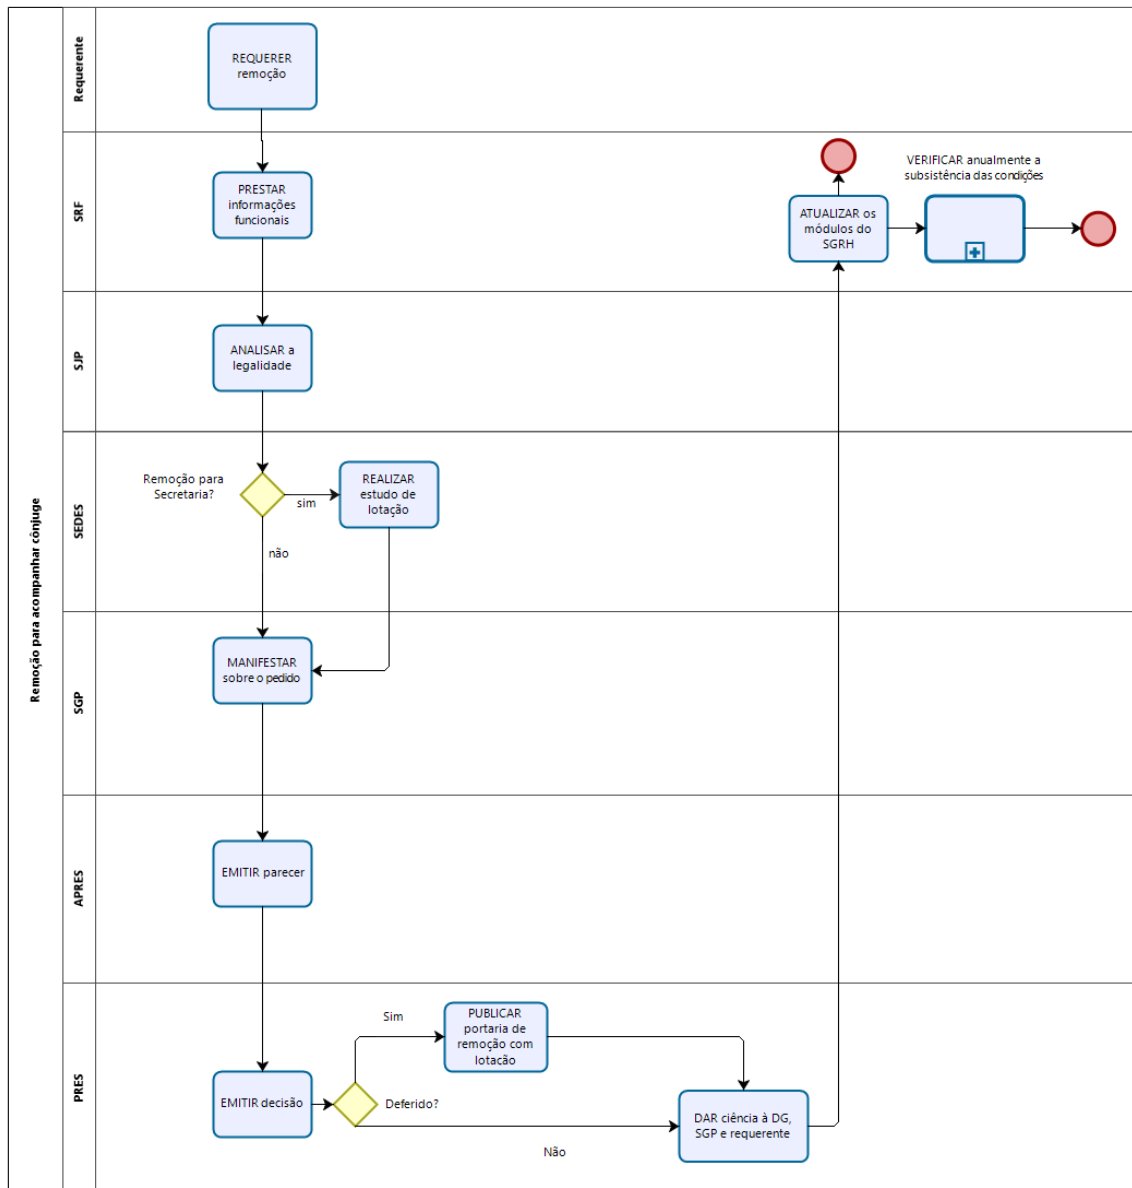 Remoção para acompanhar cônjuge
Requerente
REQUERER
remoção
SRF
PRESTAR
informações
funcionais
ATUALIZAR os
módulos do
SGRH
VERIFICAR anualmente a
subsistência das condições
SJP
ANALISAR a
legalidade
SEDES
Remoção para
Secretaria?
sim
não
REALIZAR
estudo de
lotação
SGP
MANIFESTAR
sobre o pedido
APRES
EMITIR parecer
PRES
EMITIR decisão
Deferido?
Sim
Não
PUBLICAR
portaria de
remoção com
lotação
DAR ciência à DG,
SGP e requerente